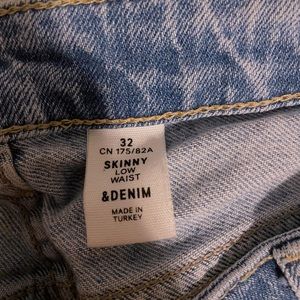 32
CN 175/82A
SKINNY
LOW
WAIST
&DENIM
MADE IN
TURKEY